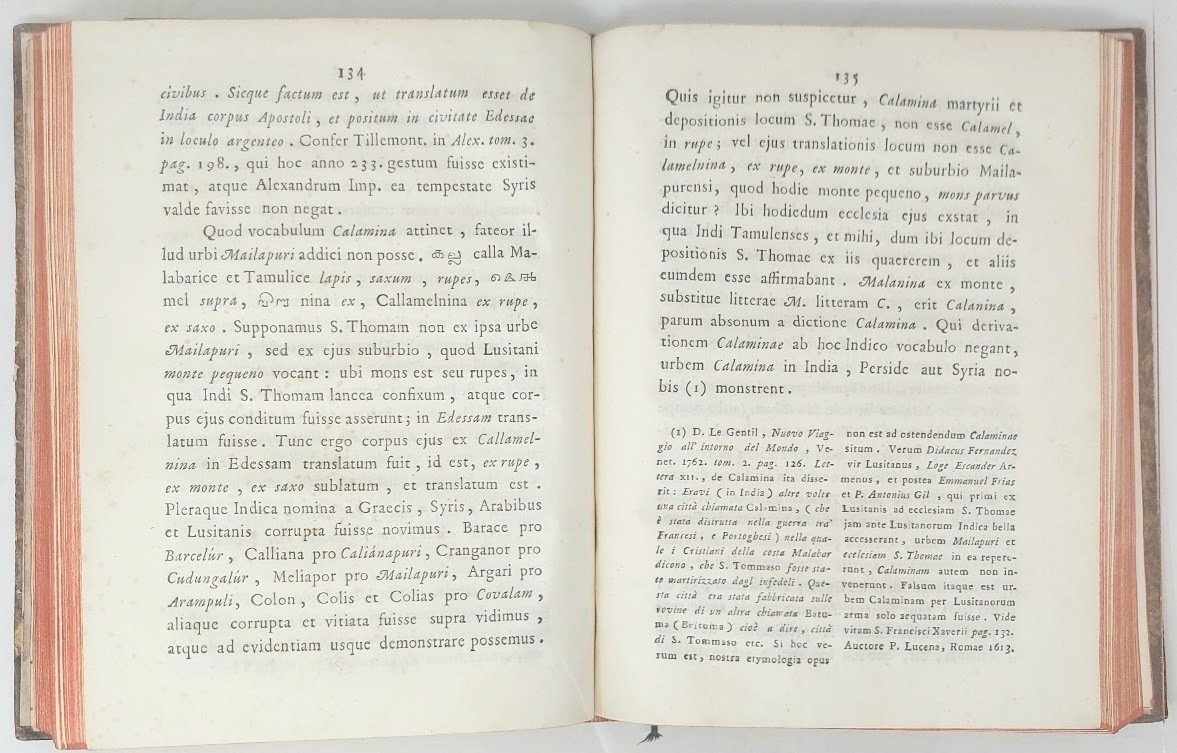 134
civibus . Sicque factum est , ut translatum esset de
India corpus Apostoli , et positum in civitate Edessae
in loculo argenteo . Confer Tillemont. in Alex. tom. 3.
pag. 198. , qui hoc anno 233. gestum fuisse existi-
mat , atque Alexandrum Imp. ea tempestate Syris
valde favisse non negat .
Quod vocabulum Calamina attinet , fateor il-
lud urbi Mailapuri addici non posse . calla Ma-
labarice et Tamulice lapis , saxum , rupes ,
mel supra , nina ex , Callamelnina ex rupe ,
ex saxo . Supponamus S. Thomam non ex ipsa urbe
Mailapuri , sed ex ejus suburbio , quod Lusitani
monte pequeno vocant : ubi mons est seu rupes , in
qua Indi S. Thomam lancea confixum , atque cor-
pus ejus conditum fuisse asserunt ; in Edessam trans-
latum fuisse . Tunc ergo corpus ejus ex Callamel-
nina in Edessam translatum fuit , id est, ex rupe ,
ex monte , ex saxo sublatum , et translatum est .
Pleraque Indica nomina a Graecis , Syris, Arabibus
et Lusitanis corrupta fuisse novimus . Barace pro
Barcelúr , Calliana pro Caliánapuri , Cranganor pro
Cudungalúr , Meliapor pro Mailapuri , Argari pro
Arampuli , Colon , Colis et Colias pro Covalam ,
aliaque corrupta et vitiata fuisse supra vidimus ,
atque ad evidentiam usque demonstrare possemus .
135
Quis igitur non suspicetur , Calamina martyrii et
depositionis locum S. Thomae , non esse Calamel ,
in rupe ; vel ejus translationis locum non esse Ca-
lamelnina , ex rupe , ex monte , et suburbio Maila-
purensi , quod hodie monte pequeno , mons parvus
dicitur ? Ibi hodiedum ecclesia ejus exstat , in
qua Indi Tamulenses , et mihi , dum ibi locum de-
positionis S. Thomae ex iis quaererem , et aliis
eumdem esse affirmabant . Malanina ex monte ,
substitue litterae M. litteram C. , erit Calanina ,
parum absonum a dictione Calamina . Qui deriva-
tionem Calaminae ab hoc Indico vocabulo negant,
urbem Calamina in India , Perside aut Syria no-
bis (1) monstrent .
(1) D. Le Gentil , Nuovo Viag-
gio all' intorno del Mondo , Ve-
net. 1762. tom. 2. pag. 126. Let-
tera XII. , de Calamina ita disse-
rit : Eravi ( in India ) altre volte
una città chiamata Calamina , ( che
è stata distrutta nella guerra tra'
Francesi , e Portoghesi ) nella qua-
le i Cristiani della costa Malabar
dicono , che S. Tommaso fosse sta-
to martirizzato dagl' infedeli . Que-
sta città era stata fabbricata sulle
rovine di un altra chiamata Batu-
ma ( Beituma ) cioè a dire , città
di S. Tommaso etc. Si hoc ve-
rum est , nostra etymologia opus
non est ad ostendendum Calaminae
situm . Verum Didacus Fernandez
vir Lusitanus , Loge Escander Ar-
menus , et postea Emmanuel Frias
et P. Antonius Gil , qui primi ex
Lusitanis ad ecclesiam S. Thomae
jam ante Lusitanorum Indica bella
accesserant , urbem Mailapuri et
ecclesiam S. Thomae in ea repere-
runt , Calaminam autem non in-
venerunt . Falsum itaque est ur-
bem Calaminam per Lusitanorum
arma solo aequatam fuisse . Vide
vitam S. Francisci Xaverii pag. 132.
Auctore P. Lucena, Romae 1613.